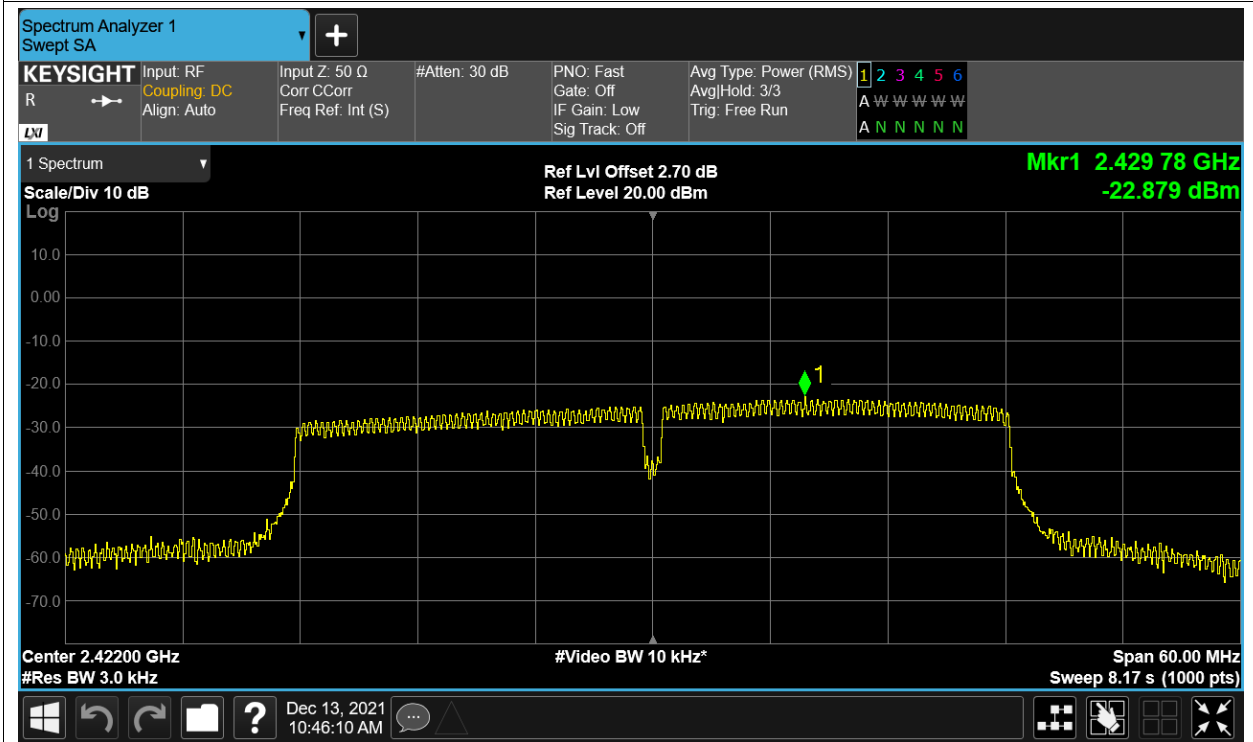 Spectrum Analyzer 1
Swept SA
+
KEYSIGHT
R
LXI
Input: RF
Coupling: DC
Align: Auto
Input Z: 50 Ω
Corr CCorr
Freq Ref: Int (S)
#Atten: 30 dB
PNO: Fast
Gate: Off
IF Gain: Low
Sig Track: Off
Avg Type: Power (RMS)
Avg|Hold: 3/3
Trig: Free Run
1 2 3 4 5 6
A W W W W W
A N N N N N
1 Spectrum
Scale/Div 10 dB
Log
Ref Lvl Offset 2.70 dB
Ref Level 20.00 dBm
Mkr1 2.429 78 GHz
-22.879 dBm
10.0
0.00
-10.0
-20.0
-30.0
-40.0
-50.0
-60.0
-70.0
1
Center 2.42200 GHz
#Res BW 3.0 kHz
#Video BW 10 kHz*
Span 60.00 MHz
Sweep 8.17 s (1000 pts)
?
Dec 13, 2021
10:46:10 AM